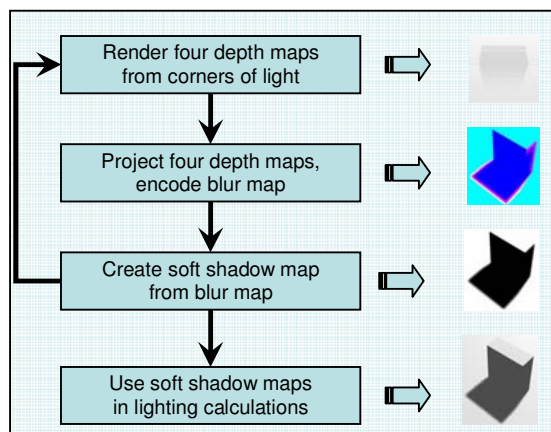 Render four depth maps
from corners of light
Project four depth maps,
encode blur map
Create soft shadow map
from blur map
Use soft shadow maps
in lighting calculations